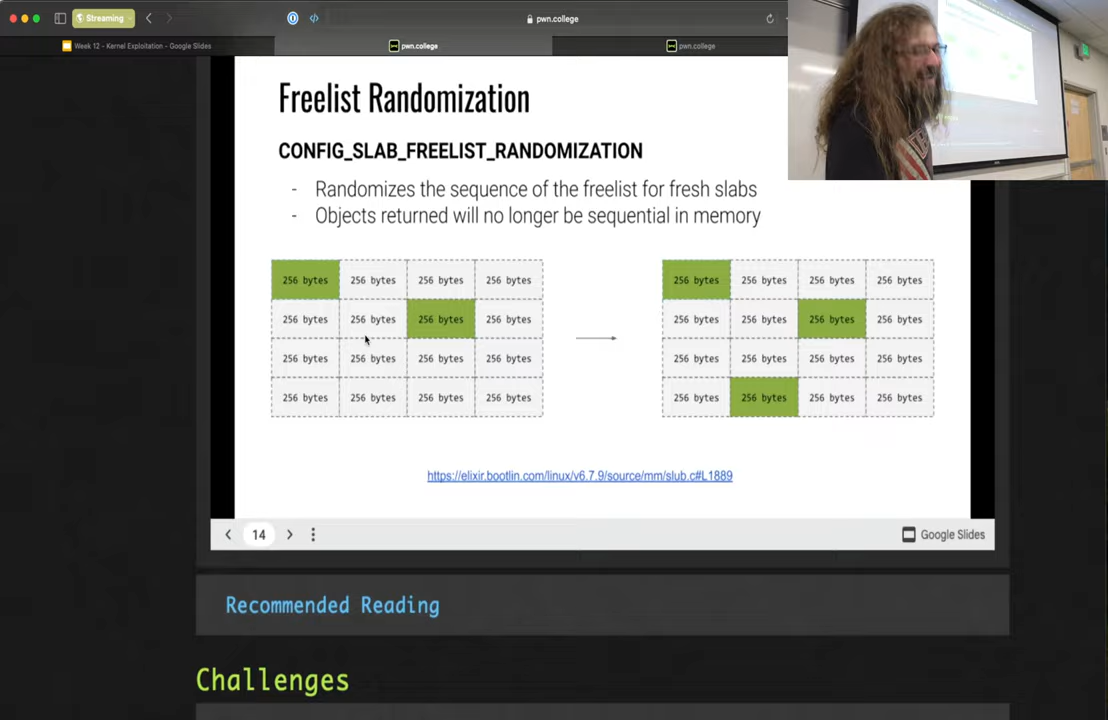 Streaming
pwn.college
Week 12 - Kernel Exploitation - Google Slides
pwn.college
pwn.college
Freelist Randomization
CONFIG_SLAB_FREELIST_RANDOMIZATION
- Randomizes the sequence of the freelist for fresh slabs
- Objects returned will no longer be sequential in memory
256 bytes 256 bytes 256 bytes 256 bytes
256 bytes 256 bytes 256 bytes 256 bytes
256 bytes 256 bytes 256 bytes 256 bytes
256 bytes 256 bytes 256 bytes 256 bytes
256 bytes 256 bytes 256 bytes 256 bytes
256 bytes 256 bytes 256 bytes 256 bytes
256 bytes 256 bytes 256 bytes 256 bytes
256 bytes 256 bytes 256 bytes 256 bytes
https://elixir.bootlin.com/linux/v6.7.9/source/mm/slub.c#L1889
14
Google Slides
Recommended Reading
Challenges